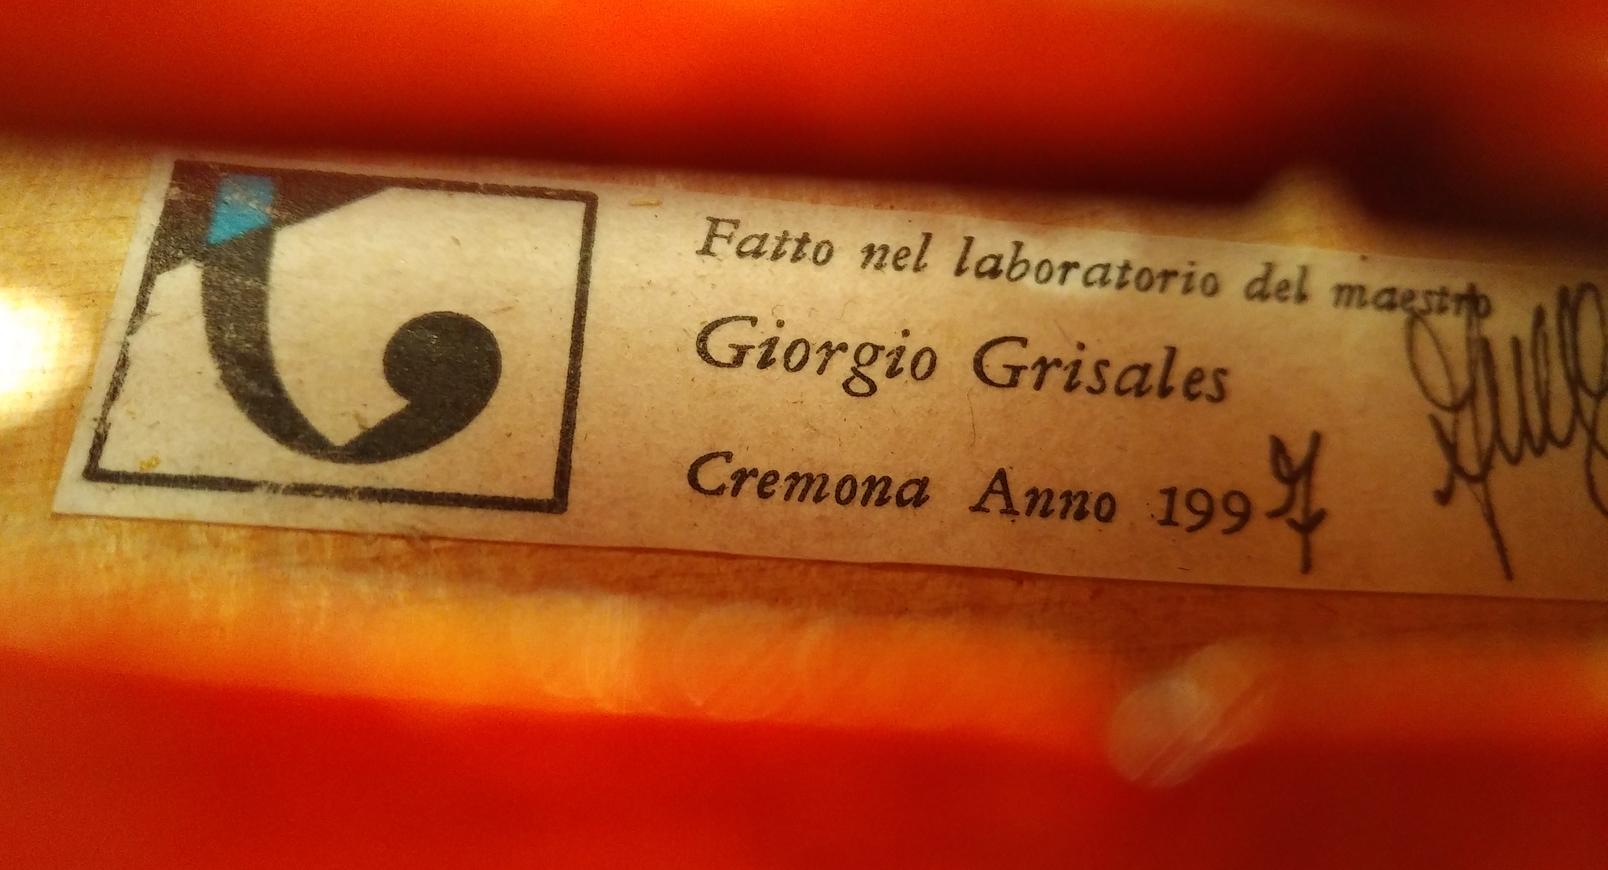 Fatto nel laboratorio del maestro
Giorgio Grisales
Cremona Anno 199